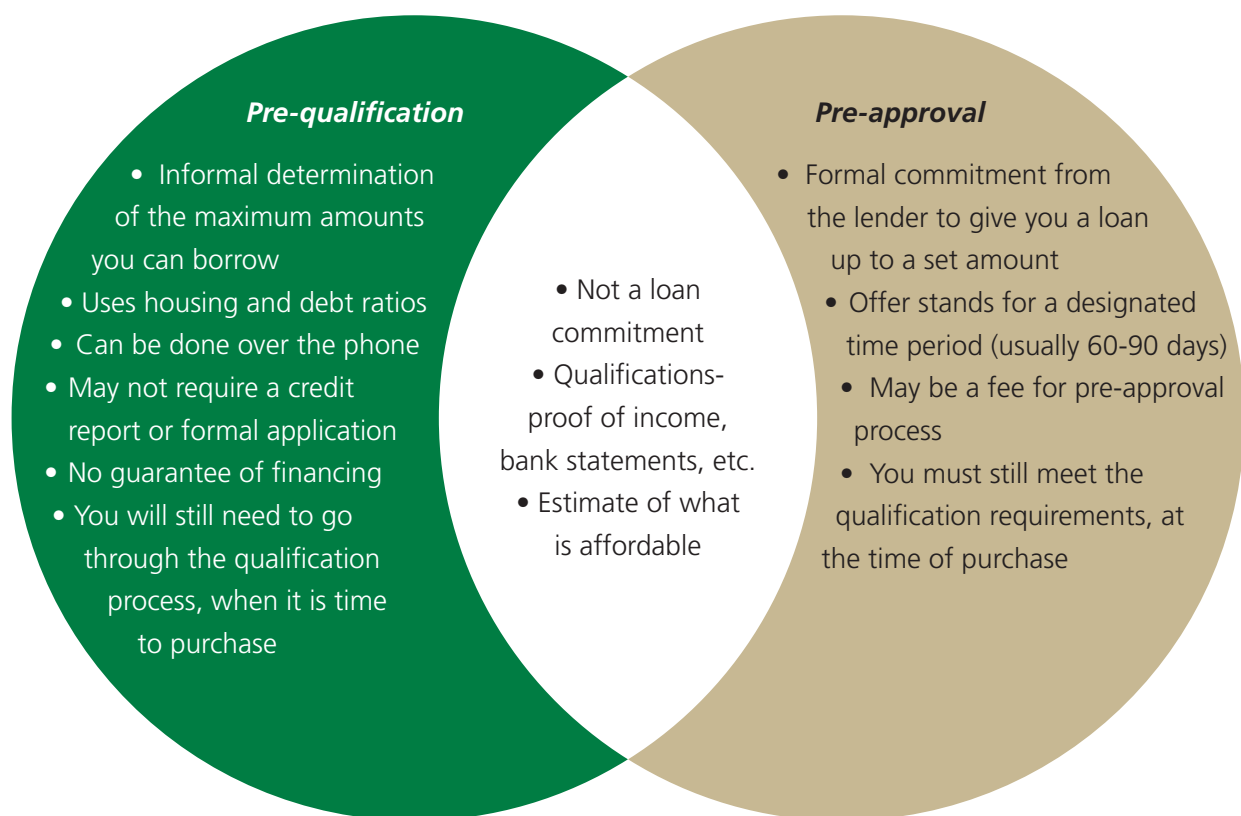 Pre-qualification
• Informal determination
of the maximum amounts
you can borrow
• Uses housing and debt ratios
• Can be done over the phone
• May not require a credit
report or formal application
• No guarantee of financing
• You will still need to go
through the qualification
process, when it is time
to purchase
• Not a loan
commitment
• Qualifications-
proof of income,
bank statements, etc.
• Estimate of what
is affordable
Pre-approval
• Formal commitment from
the lender to give you a loan
up to a set amount
• Offer stands for a designated
time period (usually 60-90 days)
• May be a fee for pre-approval
process
• You must still meet the
qualification requirements, at
the time of purchase